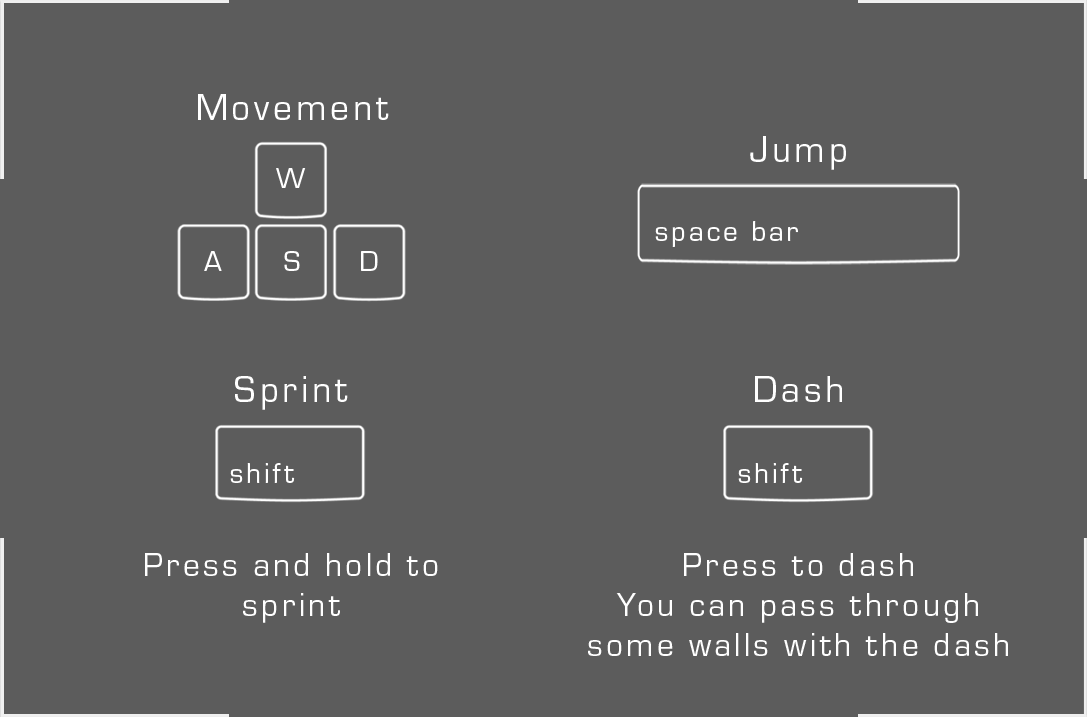 Movement
W
A S D
Jump
space bar
Sprint
shift
Press and hold to
sprint
Dash
shift
Press to dash
You can pass through
some walls with the dash